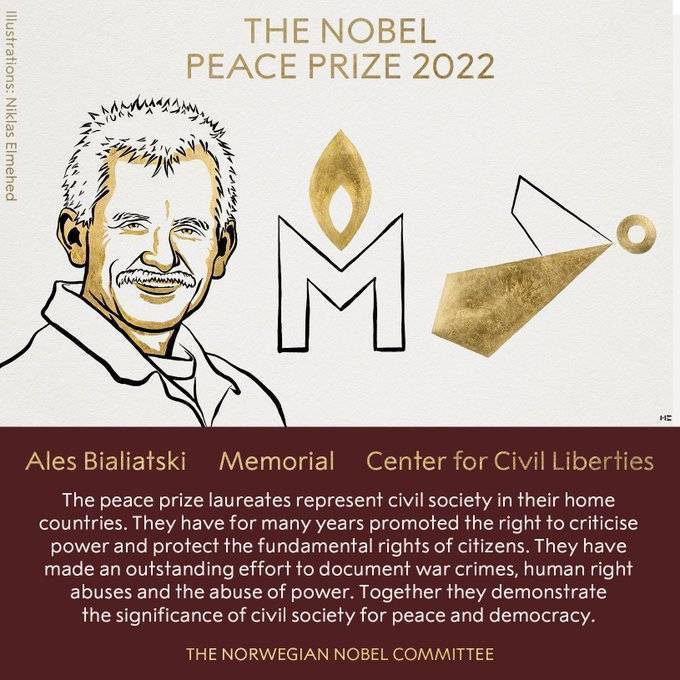 Illustrations: Niklas Elmehed
THE NOBEL
PEACE PRIZE 2022
M
Ales Bialiatski Memorial Center for Civil Liberties
The peace prize laureates represent civil society in their home
countries. They have for many years promoted the right to criticise
power and protect the fundamental rights of citizens. They have
made an outstanding effort to document war crimes, human right
abuses and the abuse of power. Together they demonstrate
the significance of civil society for peace and democracy.
THE NORWEGIAN NOBEL COMMITTEE